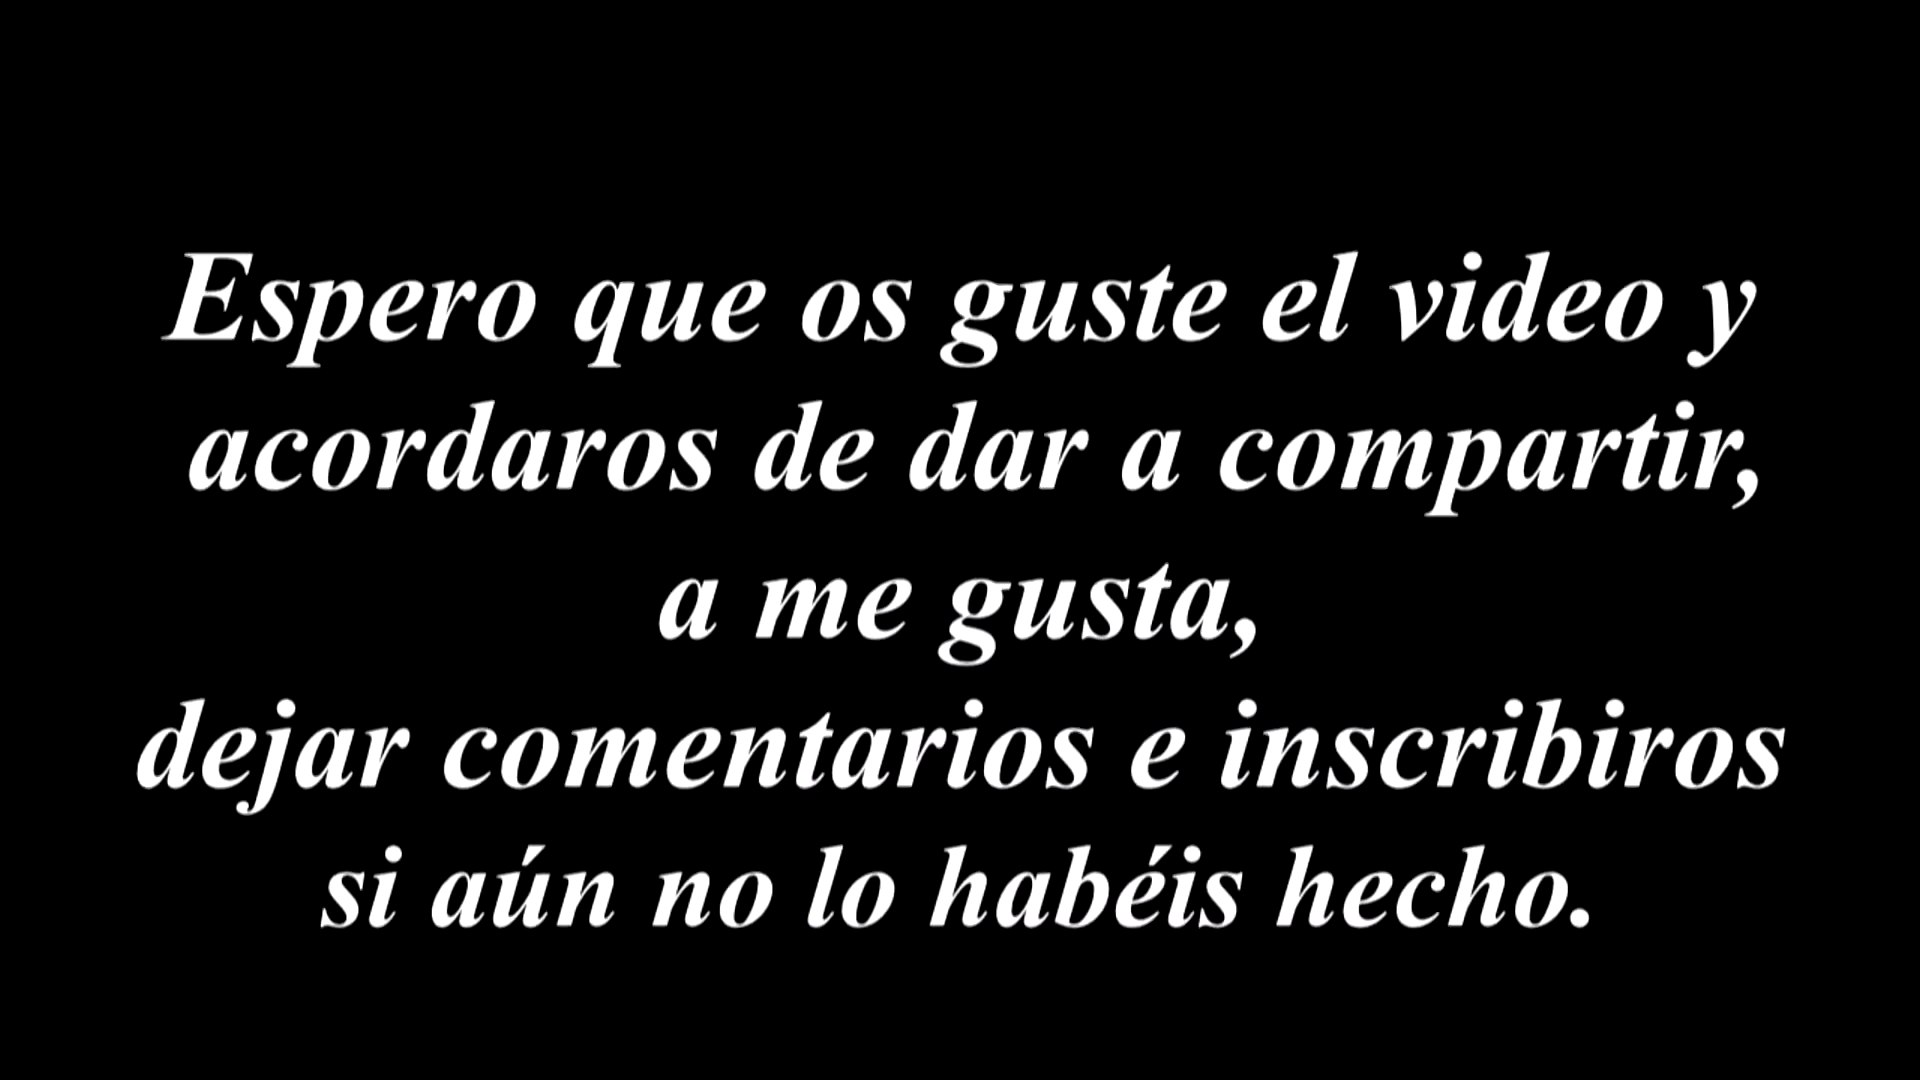 Espero que os guste el video y
acordaros de dar a compartir,
a me gusta,
dejar comentarios e inscribiros
si aún no lo habéis hecho.